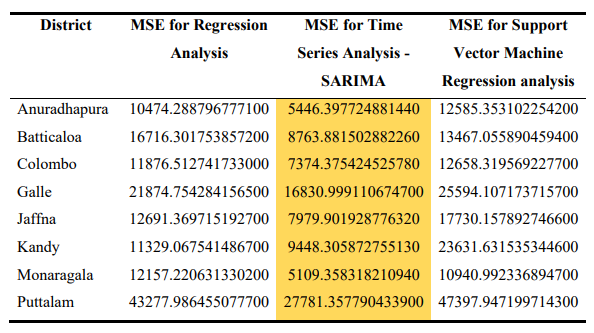 District MSE for Regression Analysis MSE for Time Series Analysis - SARIMA MSE for Support Vector Machine Regression analysis
Anuradhapura 10474.288796777100 5446.397724881440 12585.353102254200
Batticaloa 16716.301753857200 8763.881502882260 13467.055890459400
Colombo 11876.512741733000 7374.375424525780 12658.319569227700
Galle 21874.754284156500 16830.999110674700 25594.107173715700
Jaffna 12691.369715192700 7979.901928776320 17730.157892746600
Kandy 11329.067541486700 9448.305872755130 23631.631535344600
Monaragala 12157.220631330200 5109.358318210940 10940.992336894700
Puttalam 43277.986455077700 27781.357790433900 47397.947199714300